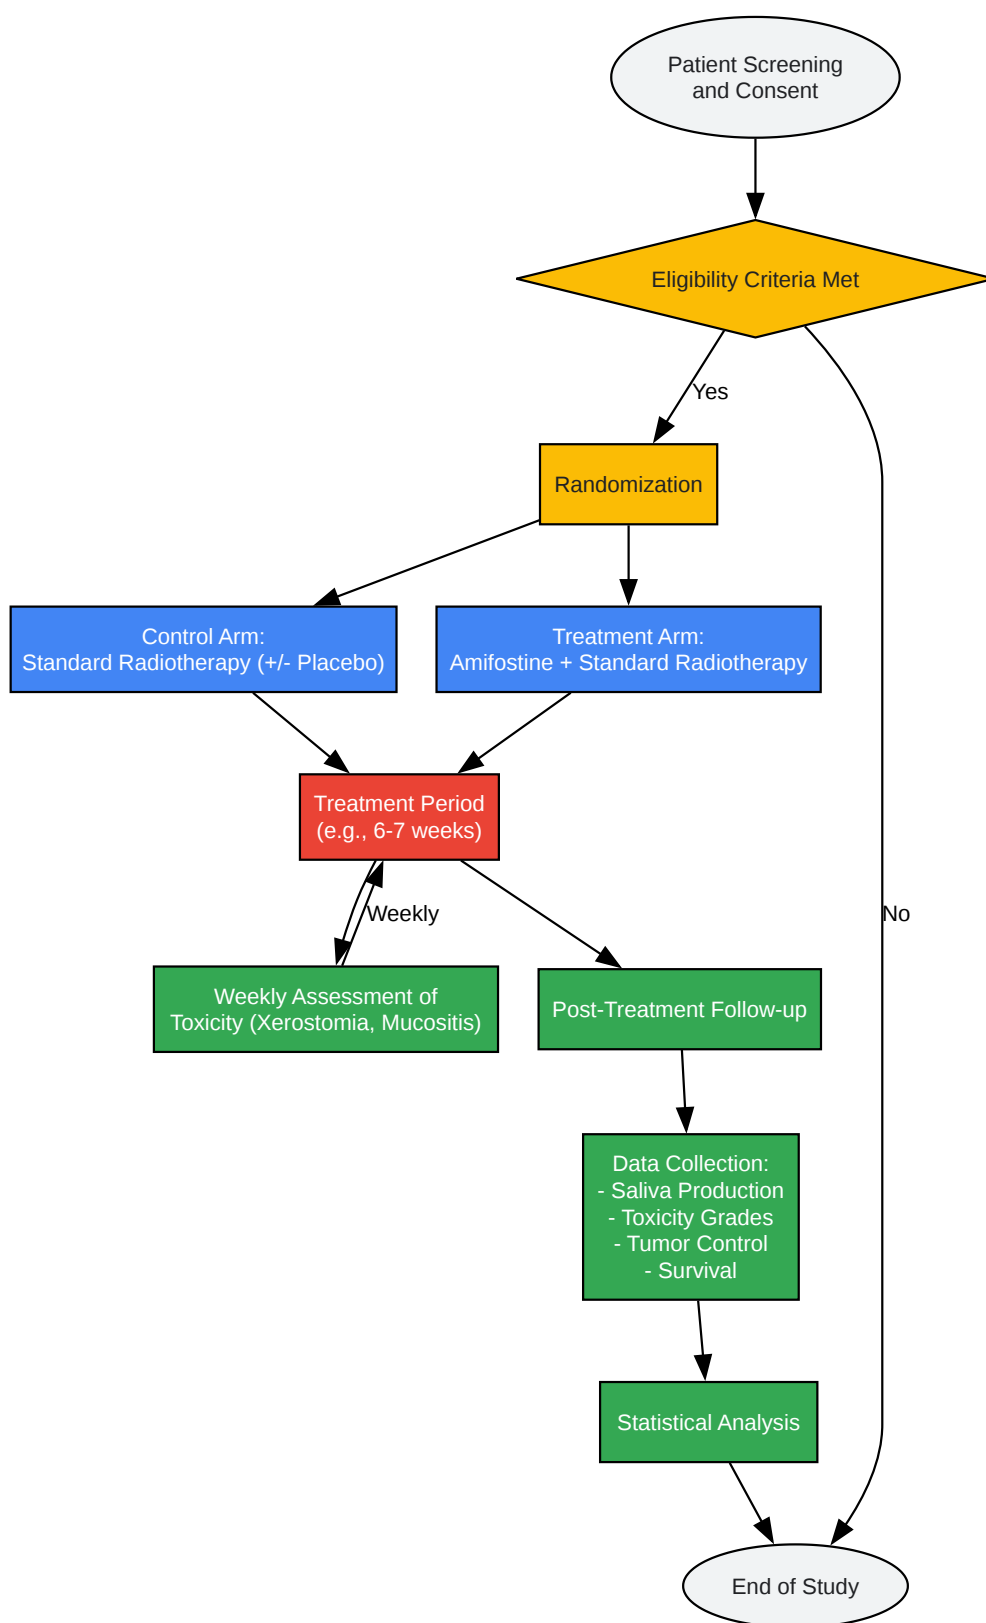 Patient Screening
and Consent
Eligibility Criteria Met
Yes
Randomization
Control Arm:
Standard Radiotherapy (+/- Placebo)
Treatment Arm:
Amifostine + Standard Radiotherapy
Treatment Period
(e.g., 6-7 weeks)
Weekly
No
Weekly Assessment of
Toxicity (Xerostomia, Mucositis)
Post-Treatment Follow-up
Data Collection:
- Saliva Production
- Toxicity Grades
- Tumor Control
- Survival
Statistical Analysis
End of Study